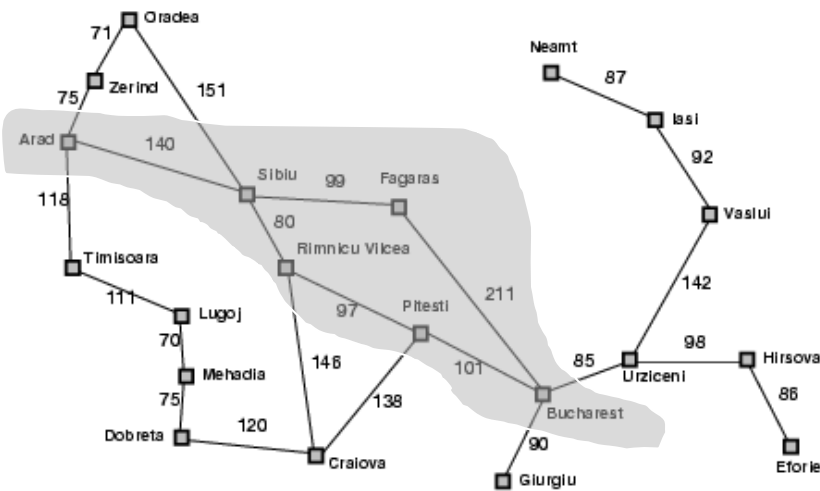 Oradea
71
Neamt
87
Zerind
75
151
Iasi
Arad
140
92
Sibiu
99
Fagaras
118
80
Vaslui
Timisoara
Rimnicu Vilcea
111
211
142
Lugoj
97
Pitesti
70
98
146
101
85
Hirsova
Mehadia
Urziceni
75
138
86
Bucharest
120
Dobreta
90
Craiova
Eforie
Giurgiu